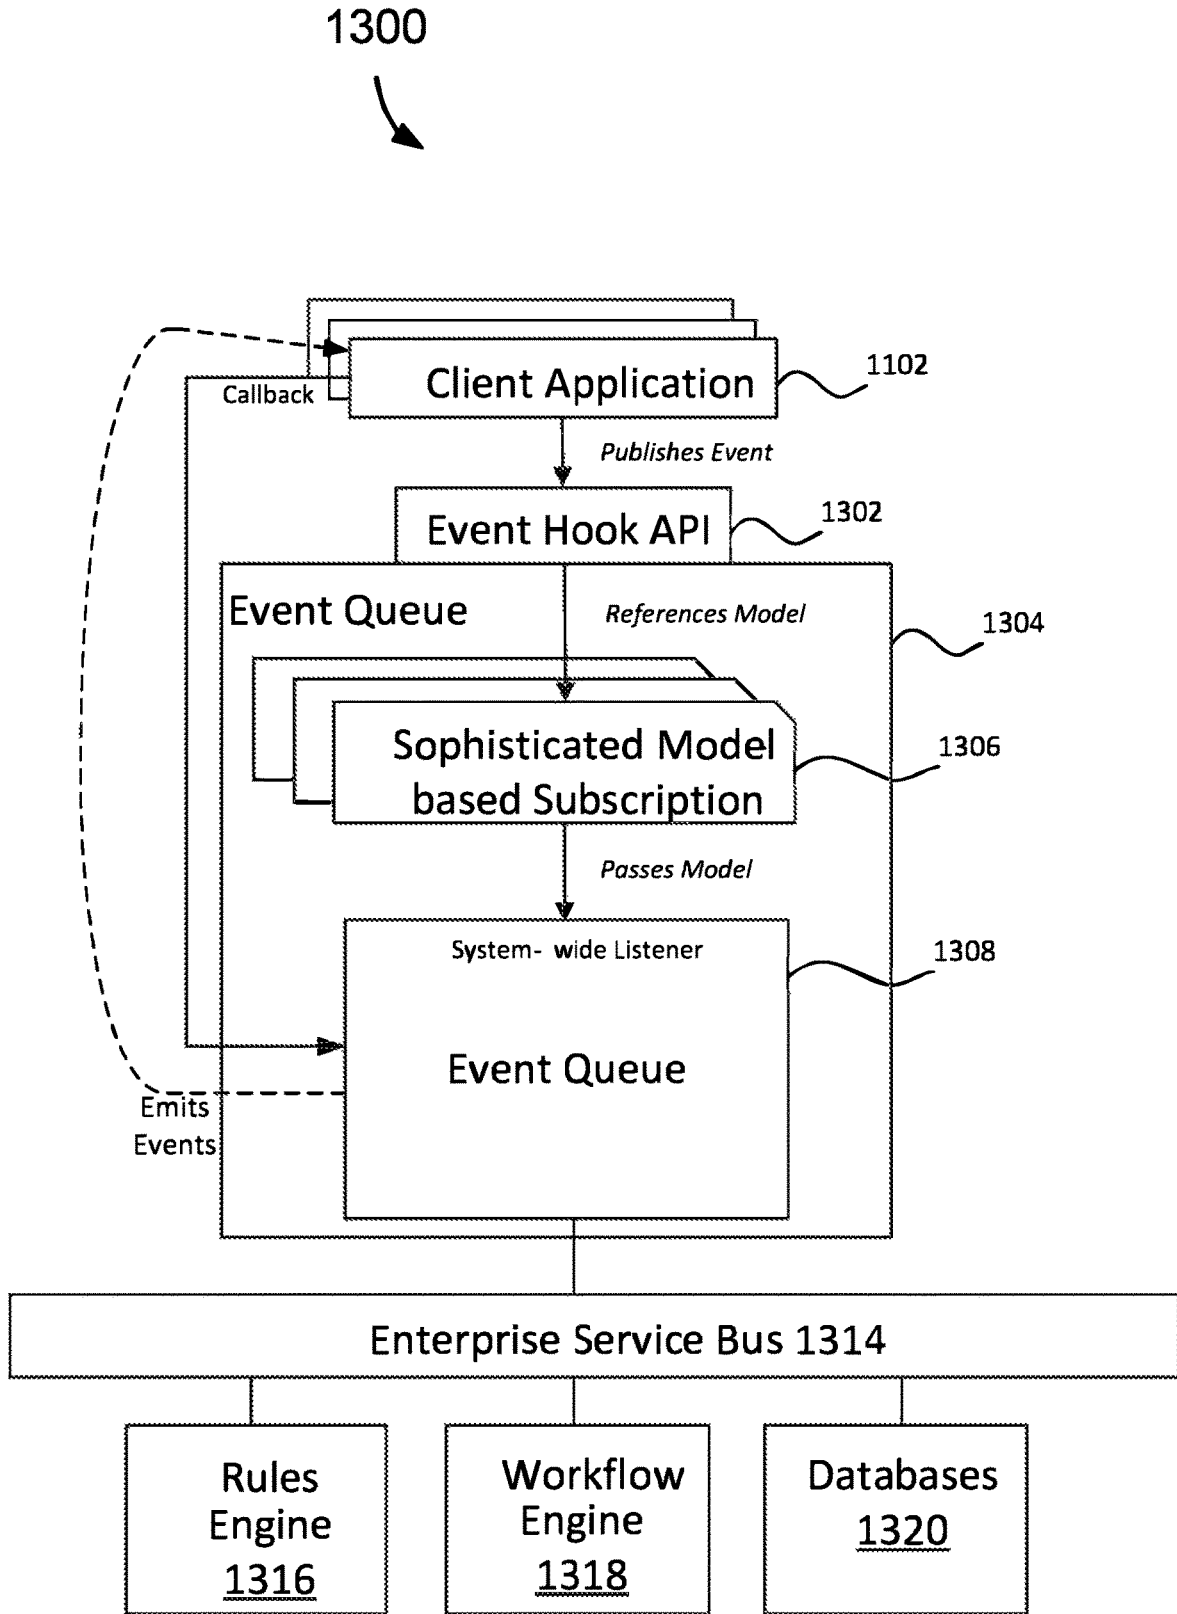 1300
Client Application
1102
Callback
Publishes Event
Event Hook API
1302
Event Queue
References Model
1304
Sophisticated Model
based Subscription
1306
Passes Model
System- wide Listener
1308
Event Queue
Emits
Events
Enterprise Service Bus 1314
Rules
Engine
1316
Workflow
Engine
1318
Databases
1320